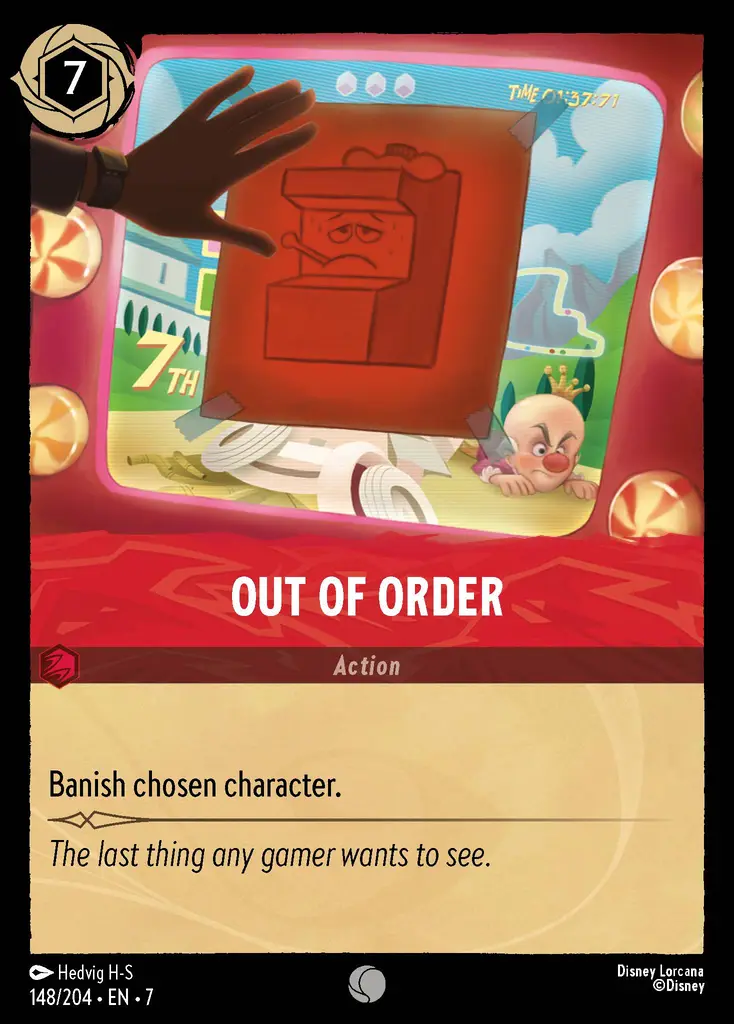 7
TIME 01:37:71
7TH
OUT OF ORDER
Action
Banish chosen character.
The last thing any gamer wants to see.
Hedvig H-S
148/204 • EN • 7
Disney Lorcana
©Disney